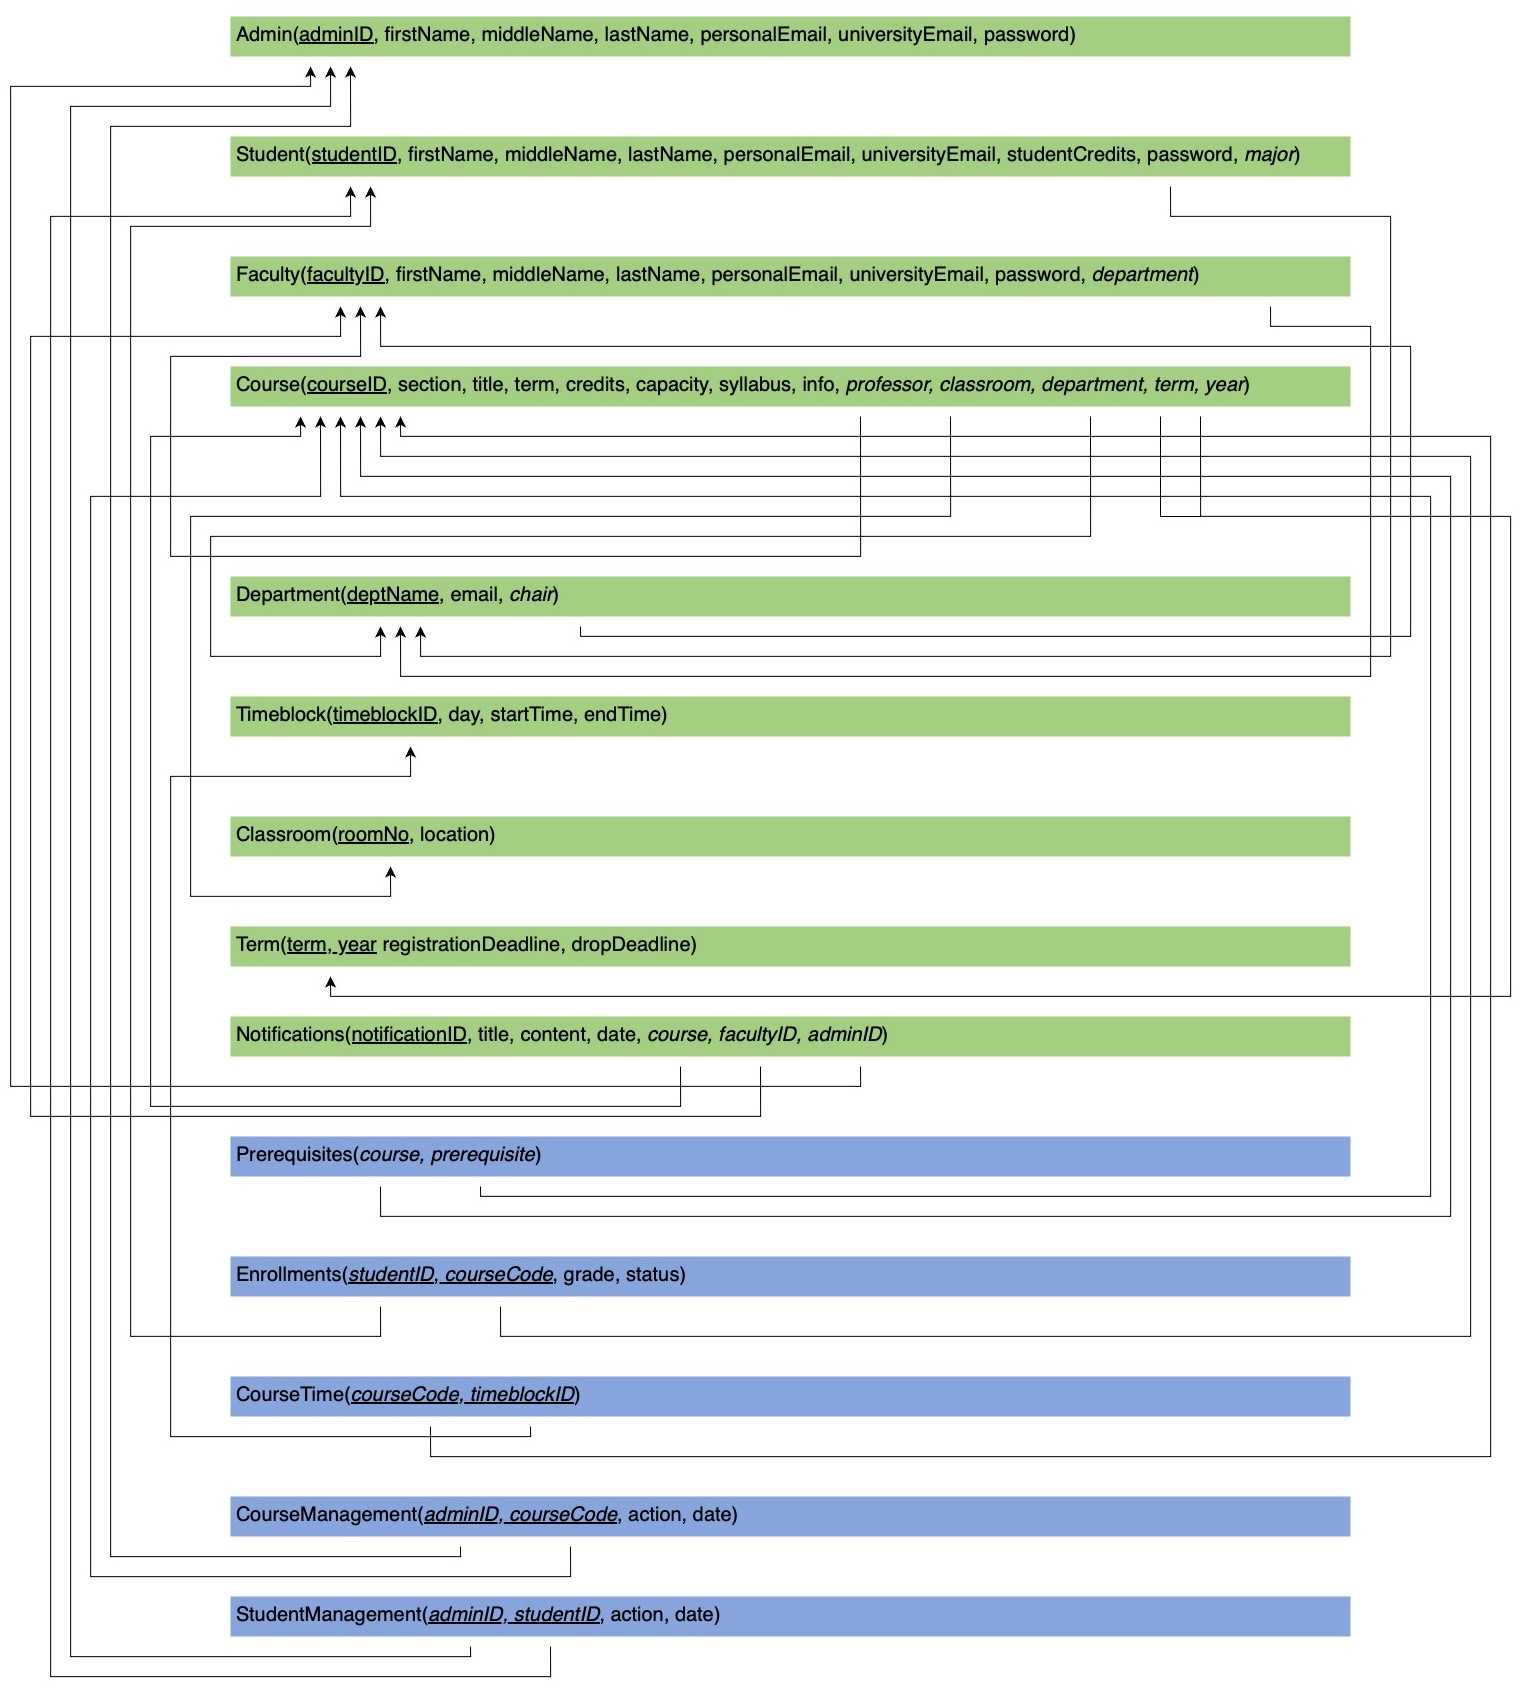 Admin(adminID, firstName, middleName, lastName, personalEmail, universityEmail, password)
Student(studentID, firstName, middleName, lastName, personalEmail, universityEmail, studentCredits, password, major)
Faculty(facultyID, firstName, middleName, lastName, personalEmail, universityEmail, password, department)
Course(courseID, section, title, term, credits, capacity, syllabus, info, professor, classroom, department, term, year)
Department(deptName, email, chair)
Timeblock(timeblockID, day, startTime, endTime)
Classroom(roomNo, location)
Term(term, year registrationDeadline, dropDeadline)
Notifications(notificationID, title, content, date, course, facultyID, adminID)
Prerequisites(course, prerequisite)
Enrollments(studentID, courseCode, grade, status)
CourseTime(courseCode, timeblockID)
CourseManagement(adminID, courseCode, action, date)
StudentManagement(adminID, studentID, action, date)